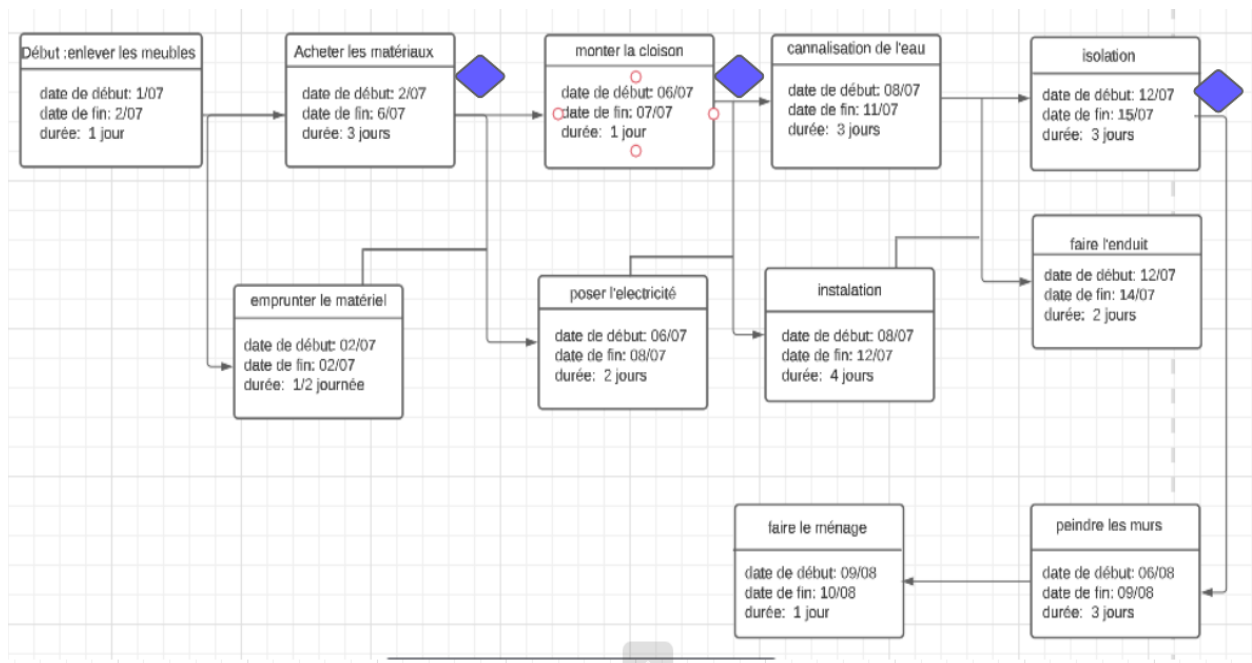 Début :enlever les meubles
date de début: 1/07
date de fin: 2/07
durée: 1 jour
Acheter les matériaux
date de début: 2/07
date de fin: 6/07
durée: 3 jours
monter la cloison
date de début: 06/07
date de fin: 07/07
durée: 1 jour
cannalisation de l'eau
date de début: 08/07
date de fin: 11/07
durée: 3 jours
isolation
date de début: 12/07
date de fin: 15/07
durée: 3 jours
emprunter le matériel
date de début: 02/07
date de fin: 02/07
durée: 1/2 journée
poser l'electricité
date de début: 06/07
date de fin: 08/07
durée: 2 jours
instalation
date de début: 08/07
date de fin: 12/07
durée: 4 jours
faire l'enduit
date de début: 12/07
date de fin: 14/07
durée: 2 jours
faire le ménage
date de début: 09/08
date de fin: 10/08
durée: 1 jour
peindre les murs
date de début: 06/08
date de fin: 09/08
durée: 3 jours